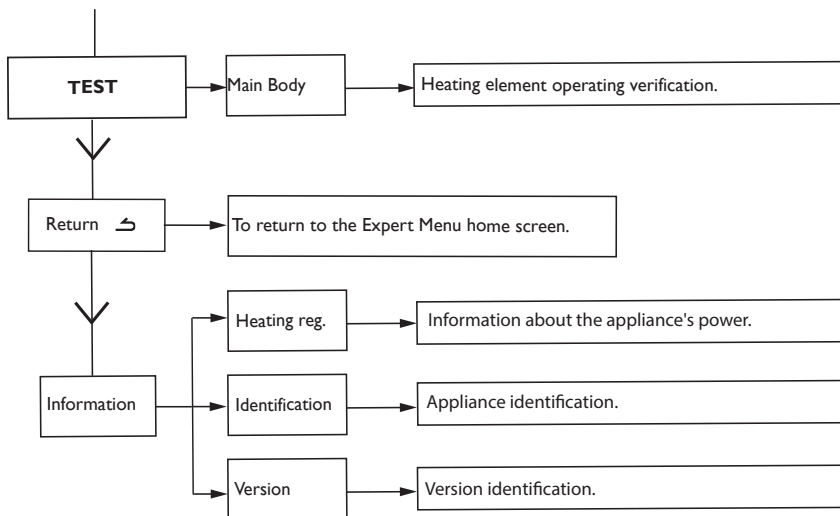 TEST
Main Body
Heating element operating verification.
Return
To return to the Expert Menu home screen.
Heating reg.
Information about the appliance's power.
Information
Identification
Appliance identification.
Version
Version identification.